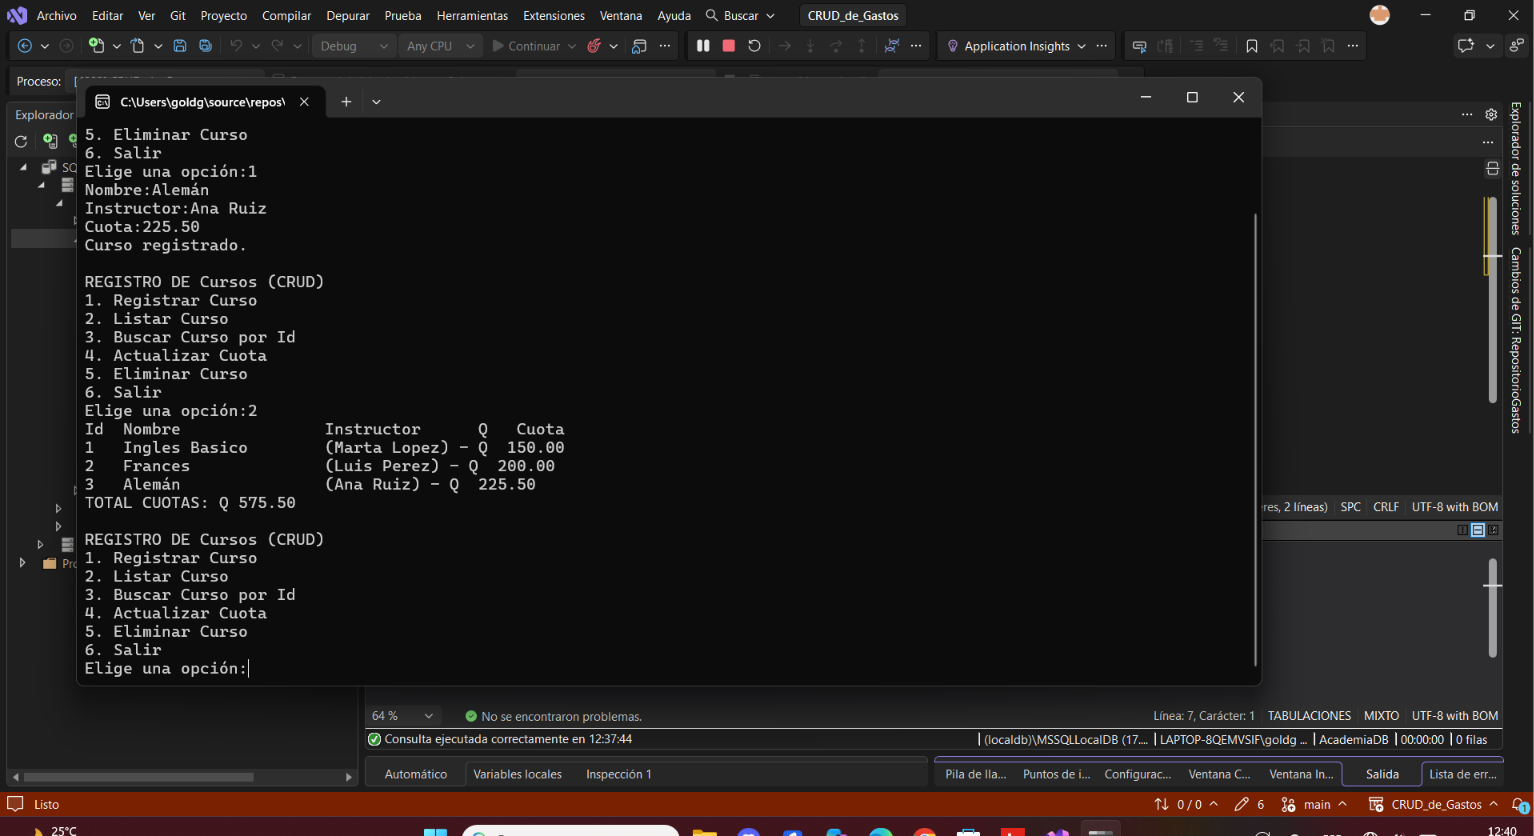 Archivo Editar Ver Git Proyecto Compilar Depurar Prueba Herramientas Extensiones Ventana Ayuda Buscar CRUD_de_Gastos
Debug Any CPU Continuar Application Insights
Proceso:
C:\Users\goldg\source\repos\
Explorador
5. Eliminar Curso
6. Salir
Elige una opción:1
Nombre:Alemán
Instructor:Ana Ruiz
Cuota:225.50
Curso registrado.
REGISTRO DE Cursos (CRUD)
1. Registrar Curso
2. Listar Curso
3. Buscar Curso por Id
4. Actualizar Cuota
5. Eliminar Curso
6. Salir
Elige una opción:2
Id Nombre Instructor Q Cuota
1 Ingles Basico (Marta Lopez) - Q 150.00
2 Frances (Luis Perez) - Q 200.00
3 Alemán (Ana Ruiz) - Q 225.50
TOTAL CUOTAS: Q 575.50
REGISTRO DE Cursos (CRUD)
1. Registrar Curso
2. Listar Curso
3. Buscar Curso por Id
4. Actualizar Cuota
5. Eliminar Curso
6. Salir
Elige una opción:
SQ
Pro
Explorador de soluciones
Cambios de GIT: RepositorioGastos
res, 2 líneas) SPC CRLF UTF-8 with BOM
64 % No se encontraron problemas. Línea: 7, Carácter: 1 TABULACIONES MIXTO UTF-8 with BOM
Consulta ejecutada correctamente en 12:37:44 (localdb)\MSSQLLocalDB (17.... LAPTOP-8QEMVSIF\goldg ... AcademiaDB 00:00:00 0 filas
Automático Variables locales Inspección 1 Pila de lla... Puntos de i... Configurac... Ventana C... Ventana In... Salida Lista de err...
Listo 0 / 0 6 main CRUD_de_Gastos 1
25°C 12:40